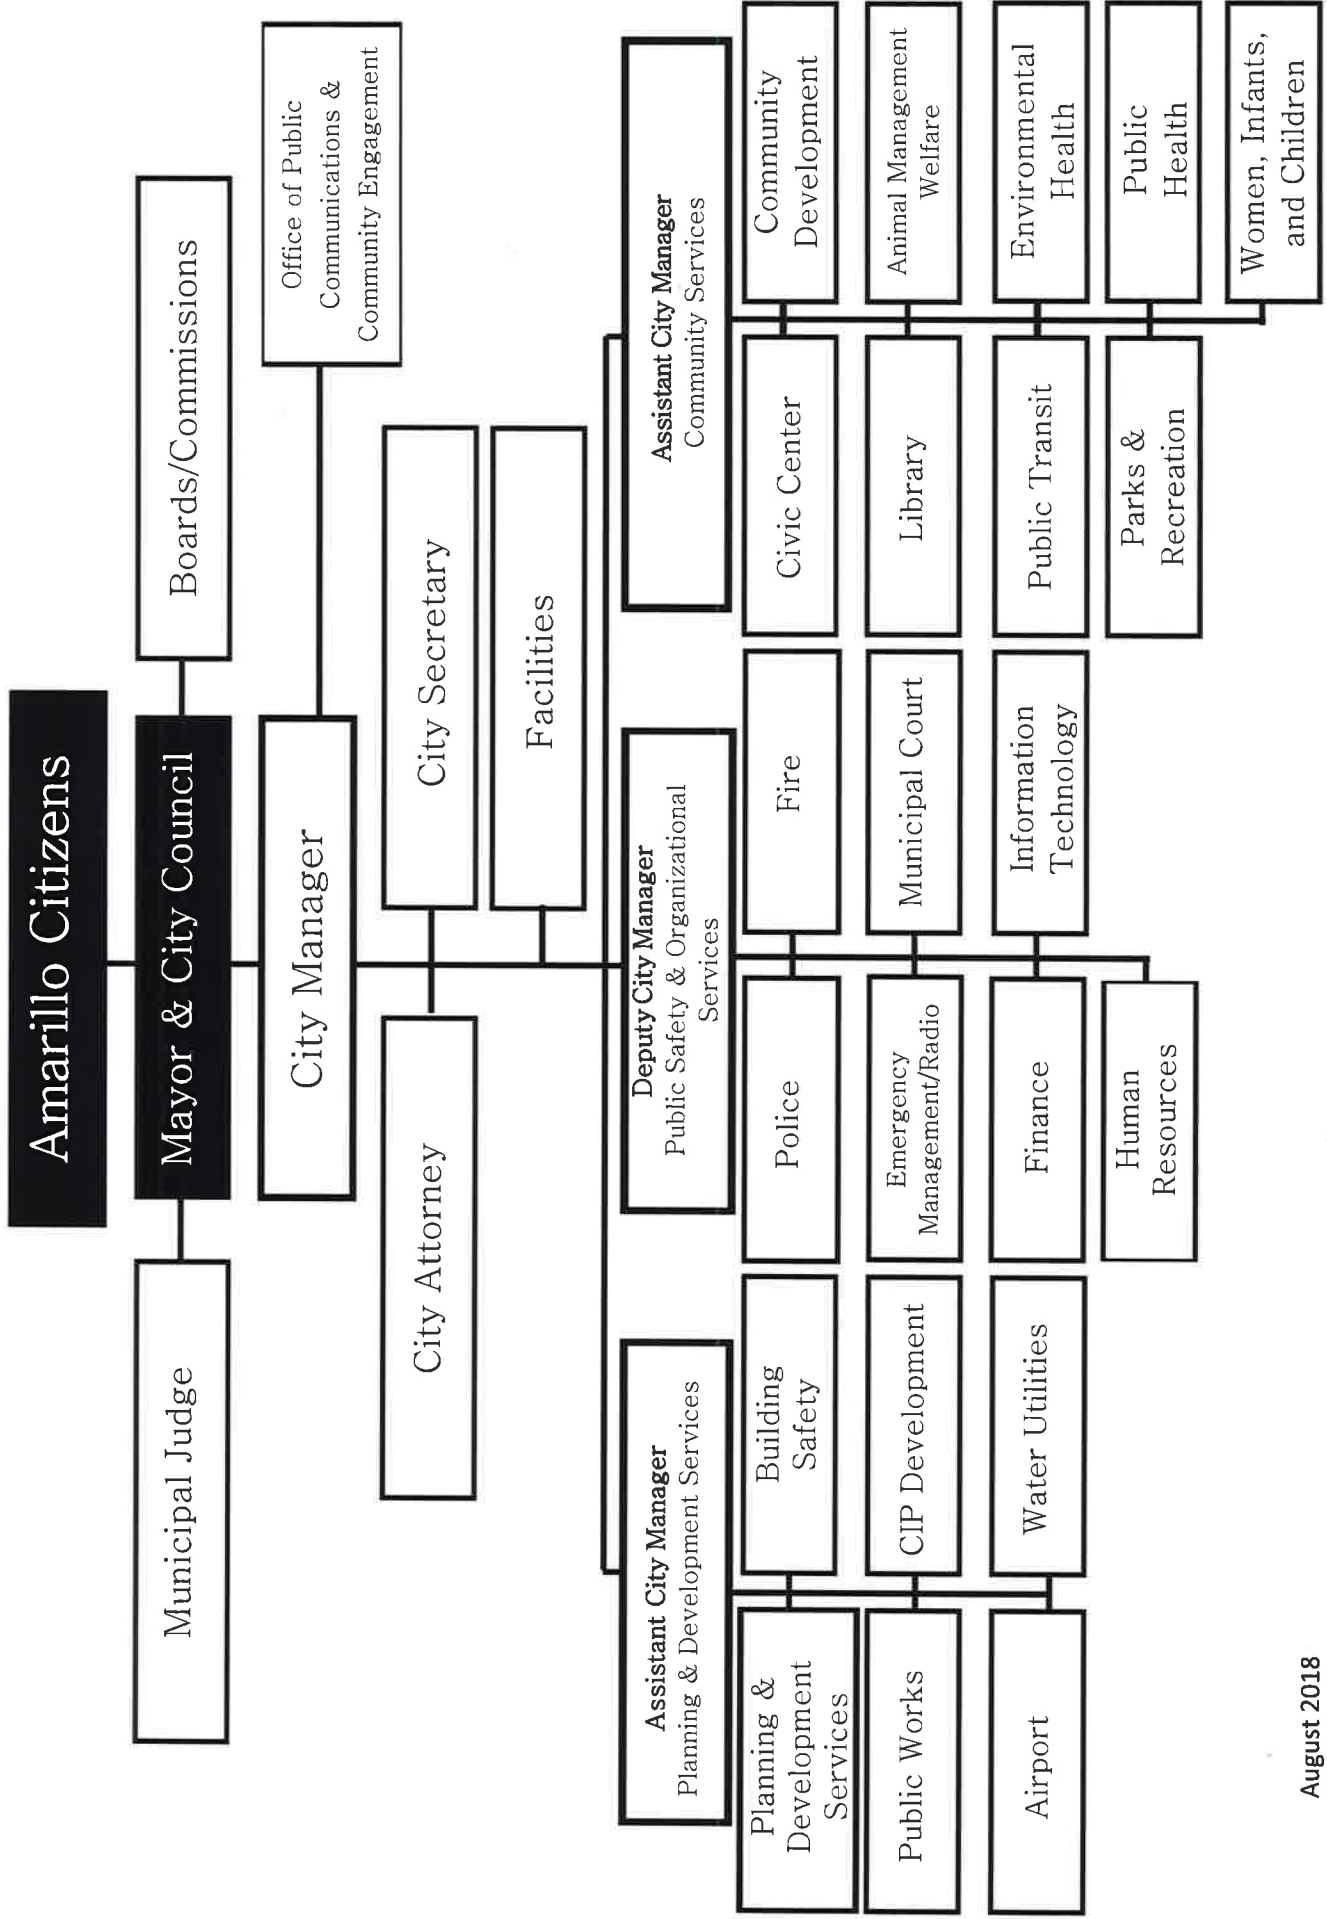 Amarillo Citizens
Municipal Judge
Mayor & City Council
Boards/Commissions
City Manager
Office of Public
Communications &
Community Engagement
City Attorney
City Secretary
Facilities
Assistant City Manager
Planning & Development Services
Deputy City Manager
Public Safety & Organizational
Services
Assistant City Manager
Community Services
Planning &
Development
Services
Building
Safety
Police
Fire
Civic Center
Community
Development
Public Works
CIP Development
Emergency
Management/Radio
Municipal Court
Library
Animal Management
Welfare
Airport
Water Utilities
Finance
Information
Technology
Public Transit
Environmental
Health
Human
Resources
Parks &
Recreation
Public
Health
Women, Infants,
and Children
August 2018